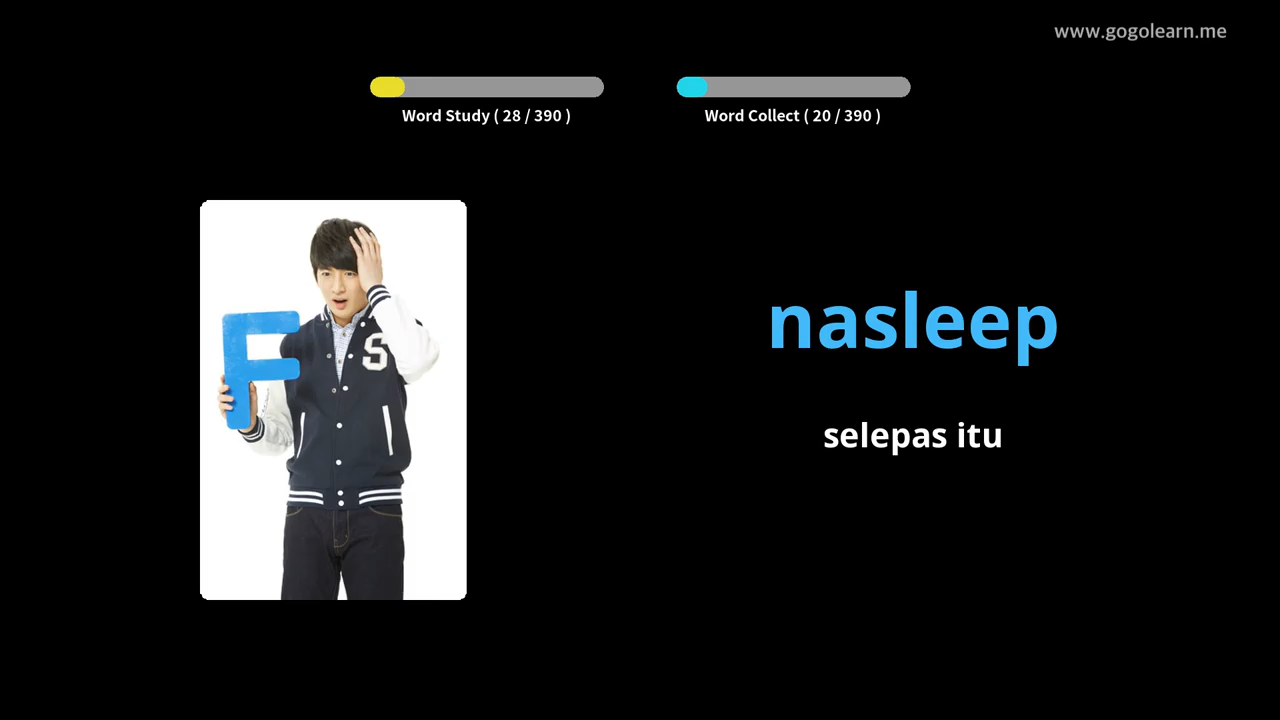 www.gogolearn.me
Word Study ( 28 / 390 )
Word Collect ( 20 / 390 )
F
S
nasleep
selepas itu